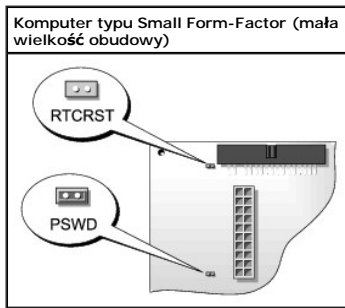 Komputer typu Small Form-Factor (mała
wielkość obudowy)
RTCRST
PSWD